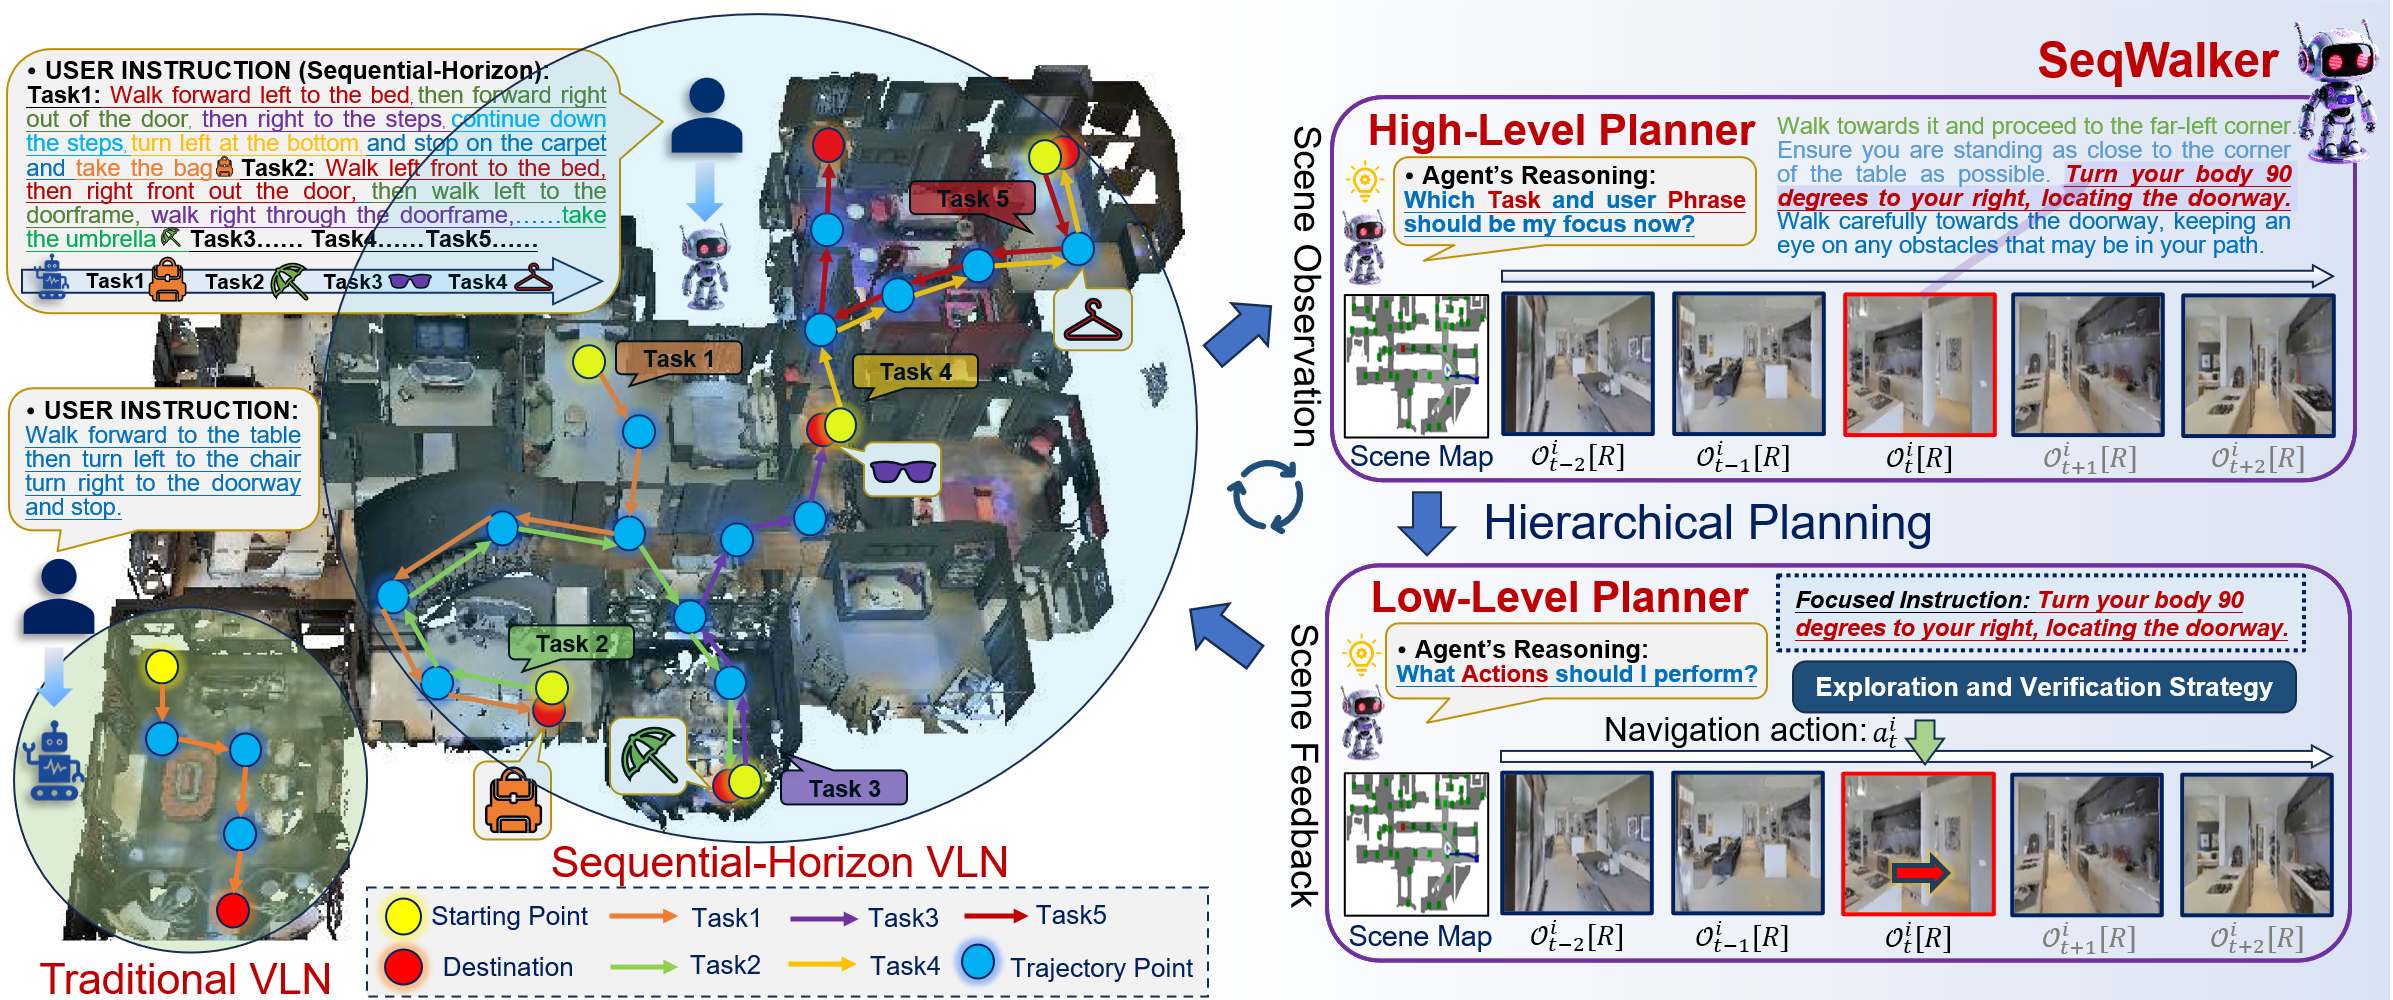 • USER INSTRUCTION (Sequential-Horizon):
Task1: Walk forward left to the bed, then forward right
out of the door, then right to the steps, continue down
the steps, turn left at the bottom, and stop on the carpet
and take the bag Task2: Walk left front to the bed,
then right front out the door, then walk left to the
doorframe, walk right through the doorframe,……take
the umbrella Task3…… Task4……Task5……
Task1 Task2 Task3 Task4
• USER INSTRUCTION:
Walk forward to the table
then turn left to the chair
turn right to the doorway
and stop.
Traditional VLN
Task 1
Task 2
Task 3
Task 4
Task 5
Sequential-Horizon VLN
Starting Point Task1 Task3 Task5
Destination Task2 Task4 Trajectory Point
Scene Observation
Scene Feedback
SeqWalker
High-Level Planner
• Agent's Reasoning:
Which Task and user Phrase
should be my focus now?
Walk towards it and proceed to the far-left corner.
Ensure you are standing as close to the corner
of the table as possible. Turn your body 90
degrees to your right, locating the doorway.
Walk carefully towards the doorway, keeping an
eye on any obstacles that may be in your path.
Scene Map 𝒪ⁱₜ₋₂[R] 𝒪ⁱₜ₋₁[R] 𝒪ⁱₜ[R] 𝒪ⁱₜ₊₁[R] 𝒪ⁱₜ₊₂[R]
Hierarchical Planning
Low-Level Planner
• Agent's Reasoning:
What Actions should I perform?
Focused Instruction: Turn your body 90
degrees to your right, locating the doorway.
Exploration and Verification Strategy
Navigation action: aⁱₜ
Scene Map 𝒪ⁱₜ₋₂[R] 𝒪ⁱₜ₋₁[R] 𝒪ⁱₜ[R] 𝒪ⁱₜ₊₁[R] 𝒪ⁱₜ₊₂[R]